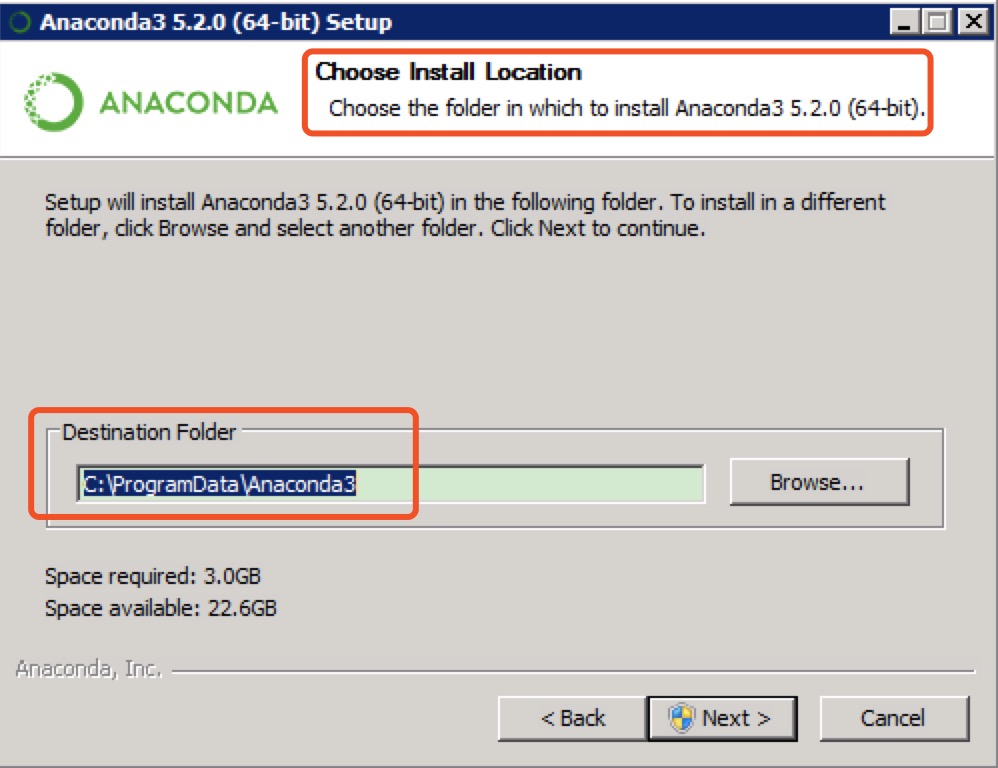 Anaconda3 5.2.0 (64-bit) Setup
ANACONDA
Choose Install Location
Choose the folder in which to install Anaconda3 5.2.0 (64-bit).
Setup will install Anaconda3 5.2.0 (64-bit) in the following folder. To install in a different
folder, click Browse and select another folder. Click Next to continue.
Destination Folder
C:\ProgramData\Anaconda3
Browse...
Space required: 3.0GB
Space available: 22.6GB
Anaconda, Inc.
< Back
Next >
Cancel